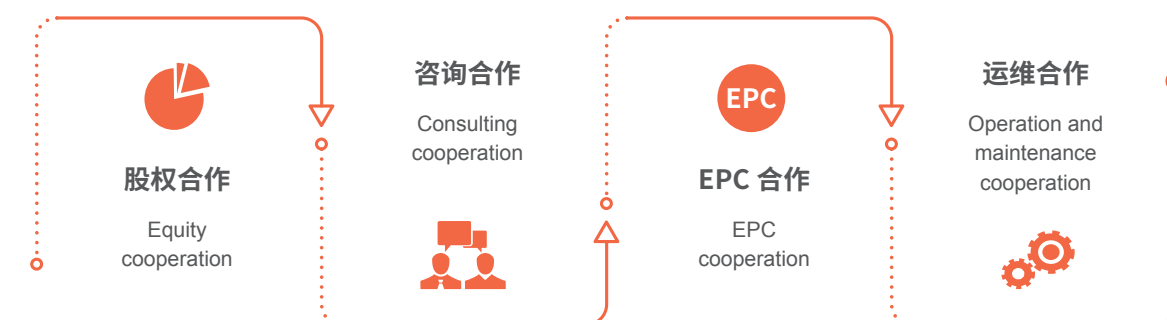 股权合作
Equity
cooperation
咨询合作
Consulting
cooperation
EPC
EPC 合作
EPC
cooperation
运维合作
Operation and
maintenance
cooperation